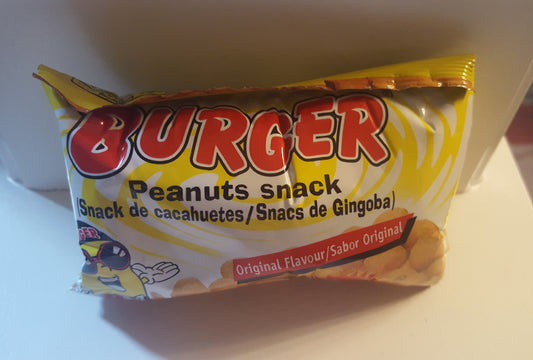 BURGER
Peanuts snack
(Snack de cacahuetes/Snacs de Gingoba)
Original Flavour/Sabor Original